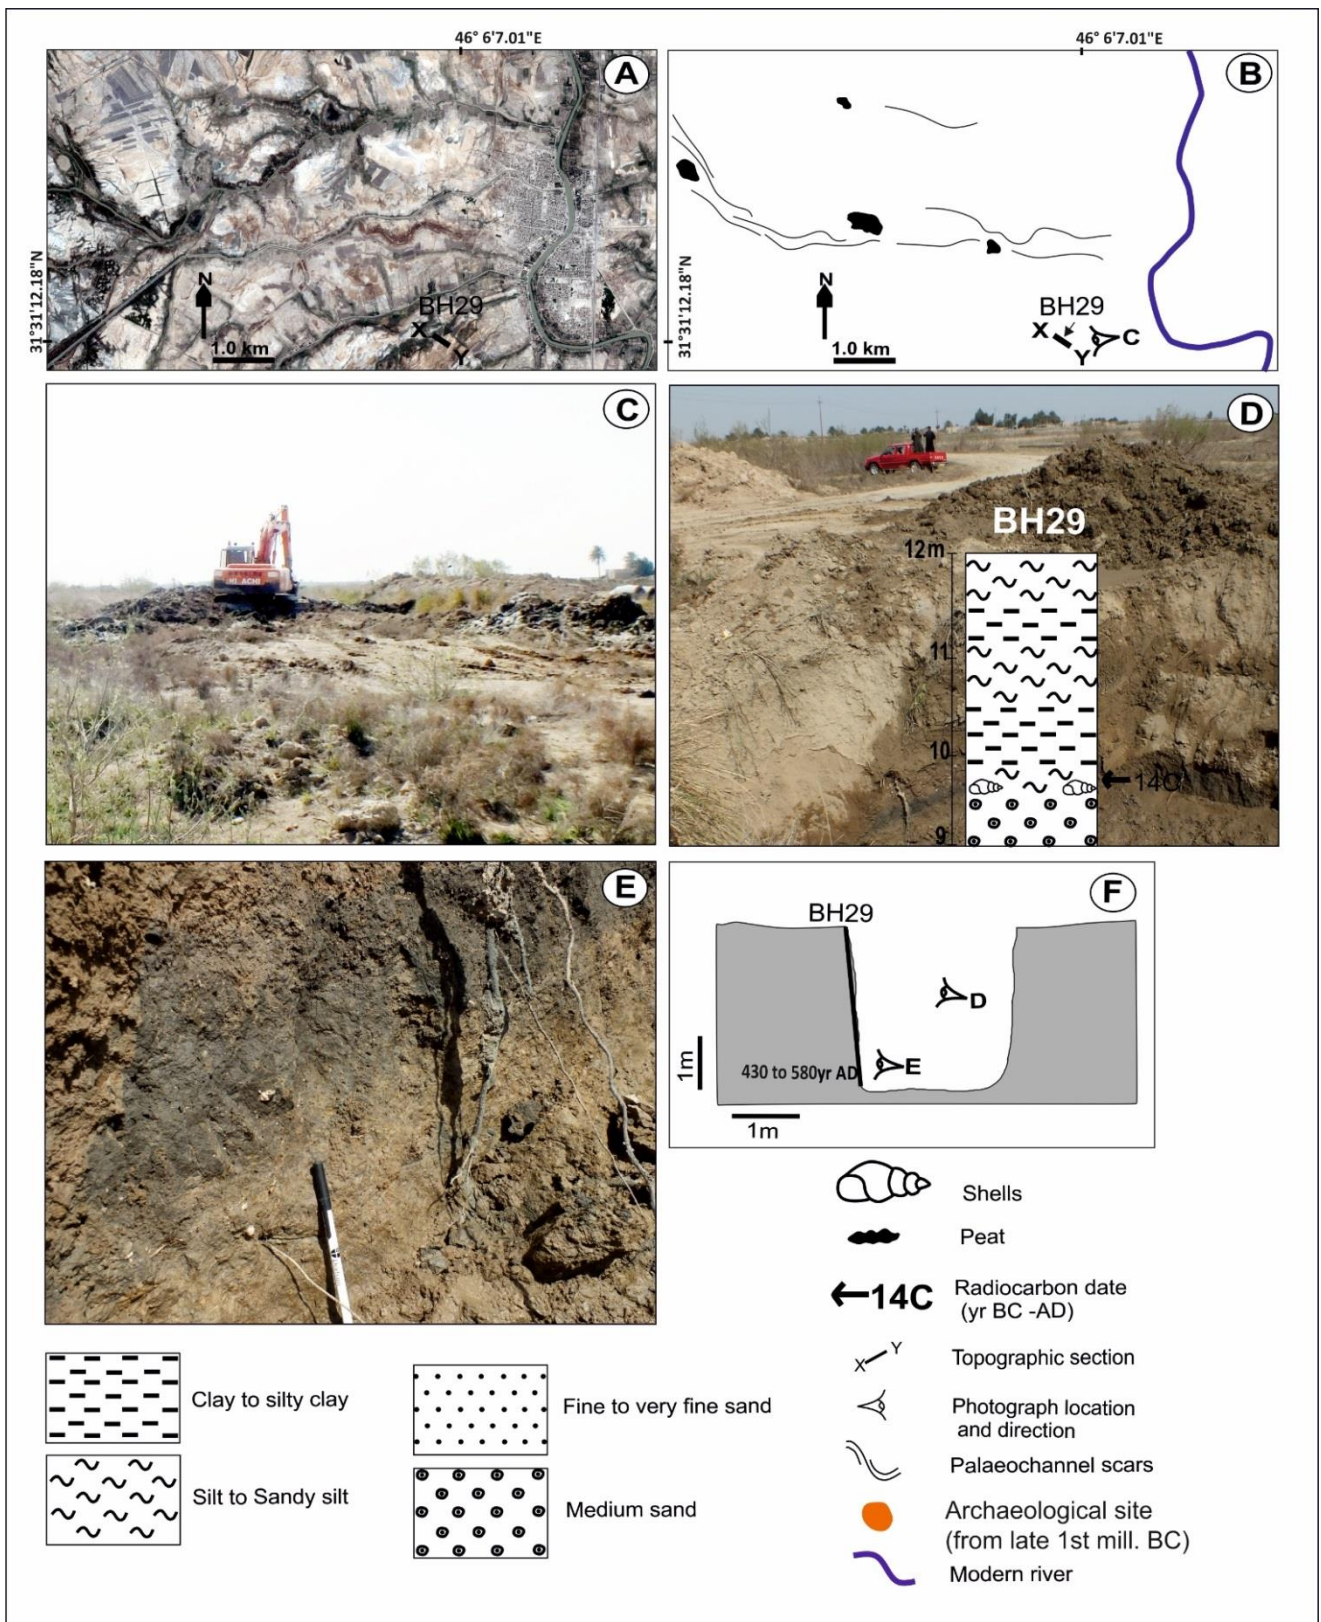 46° 6'7.01"E
46° 6'7.01"E
A
31°31'12.18"N
N
1.0 km
BH29
X
Y
B
31°31'12.18"N
N
1.0 km
BH29
X
Y
C
C
HITACHI
D
BH29
12m
11
10
14C
9
E
F
BH29
D
E
430 to 580yr AD
1m
1m
Shells
Peat
14C Radiocarbon date
(yr BC -AD)
X Y Topographic section
Photograph location
and direction
Palaeochannel scars
Archaeological site
(from late 1st mill. BC)
Modern river
Clay to silty clay
Fine to very fine sand
Silt to Sandy silt
Medium sand